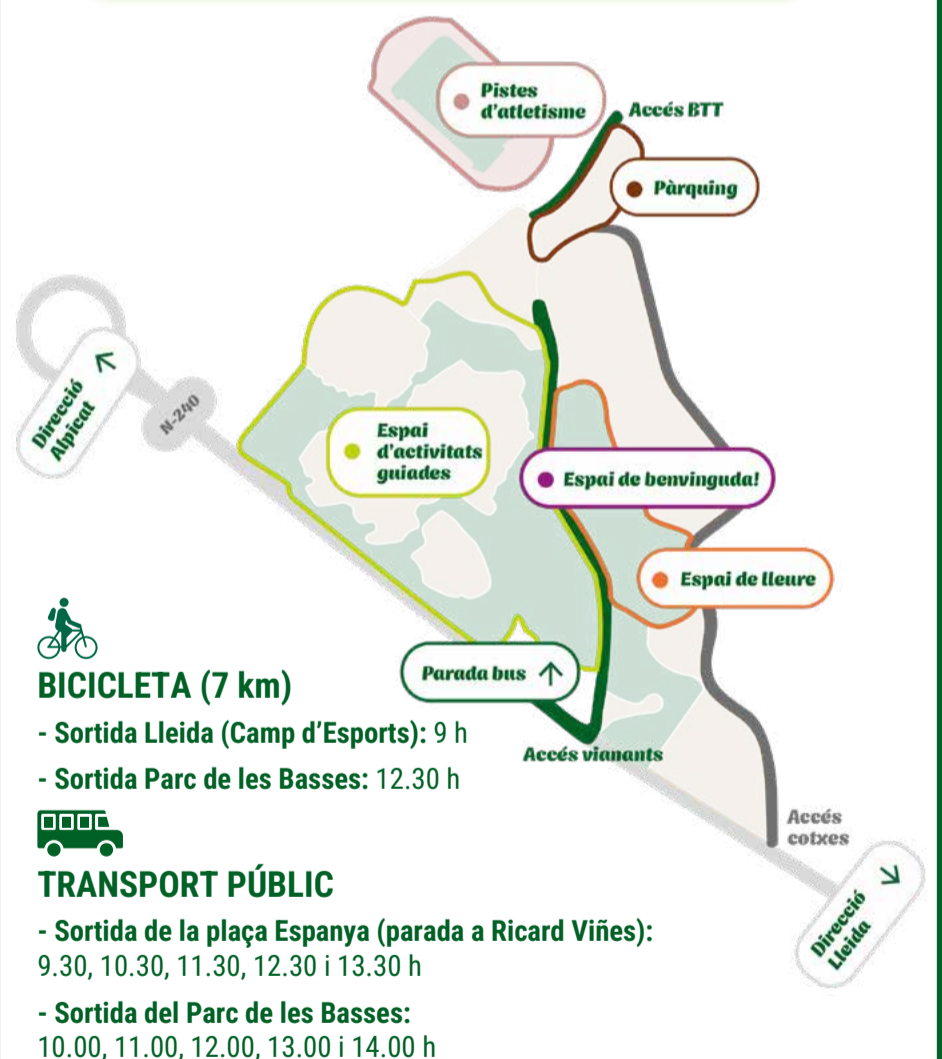 Pistes
d'atletisme
Accés BTT
Pàrquing
Direcció
Alpicat
N-240
Espai
d'activitats
guiades
Espai de benvinguda!
Espai de lleure
Parada bus
Accés vianants
Accés
cotxes
Direcció
Lleida
BICICLETA (7 km)
- Sortida Lleida (Camp d'Esports): 9 h
- Sortida Parc de les Basses: 12.30 h
TRANSPORT PÚBLIC
- Sortida de la plaça Espanya (parada a Ricard Viñes):
9.30, 10.30, 11.30, 12.30 i 13.30 h
- Sortida del Parc de les Basses:
10.00, 11.00, 12.00, 13.00 i 14.00 h